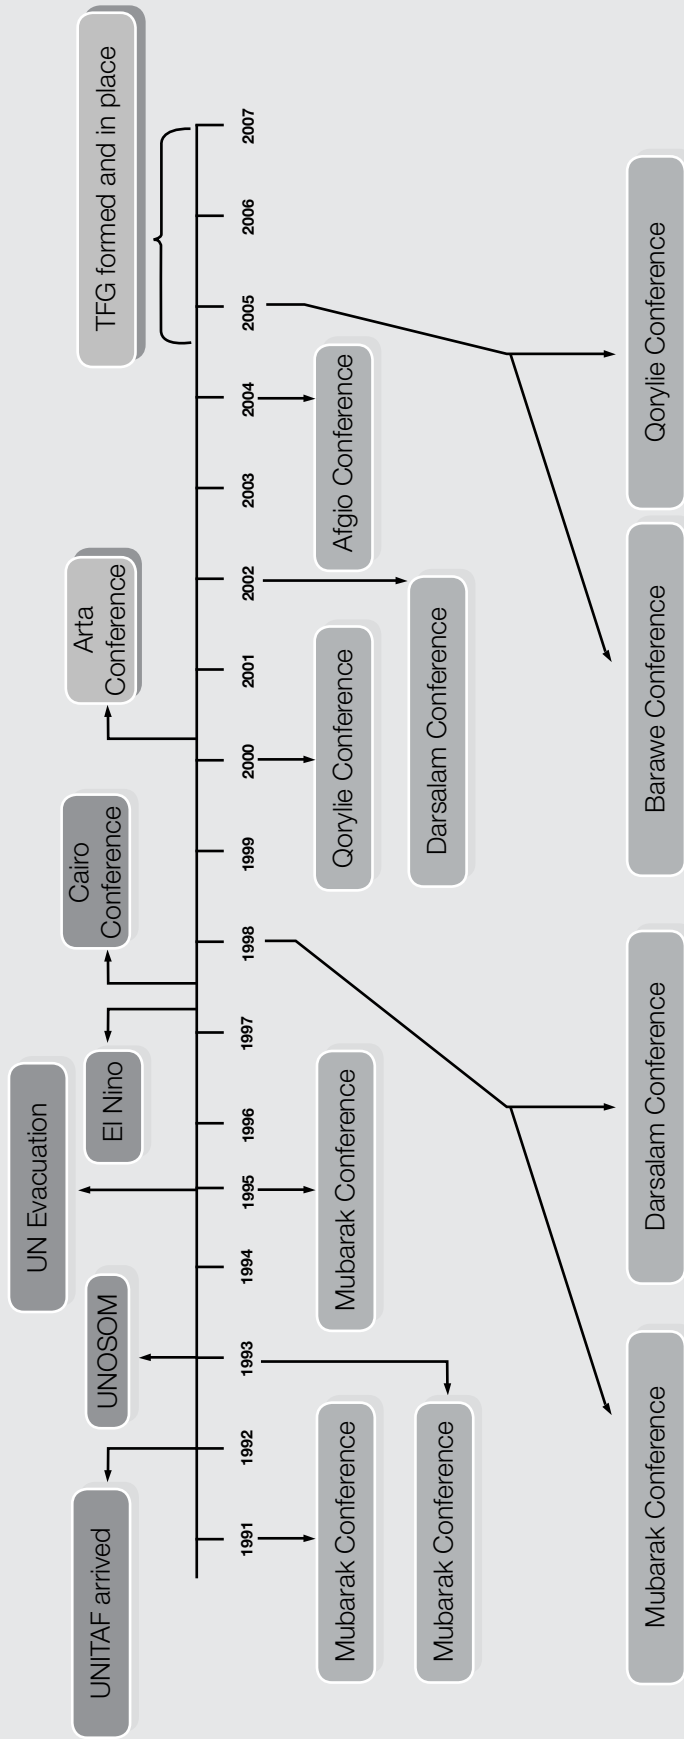 UN Evacuation
UNITAF arrived
UNOSOM
El Nino
Cairo
Conference
Arta
Conference
TFG formed and in place
1991
1992
1993
1994
1995
1996
1997
1998
1999
2000
2001
2002
2003
2004
2005
2006
2007
Mubarak Conference
Mubarak Conference
Qorylie Conference
Afgio Conference
Mubarak Conference
Darsalam Conference
Mubarak Conference
Darsalam Conference
Barawe Conference
Qorylie Conference